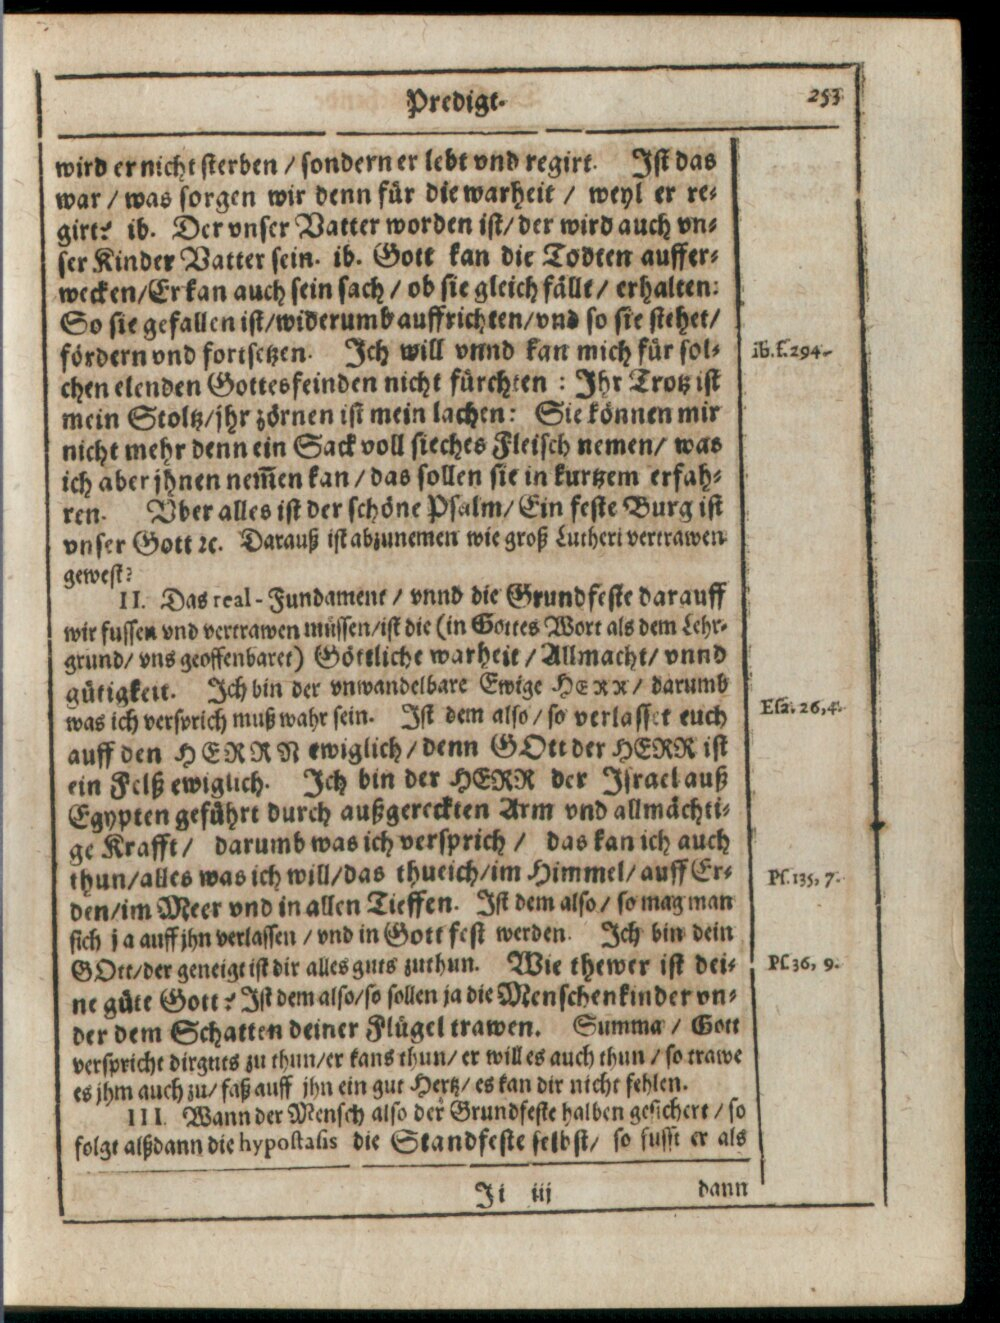 Predigt. 253
wird er nicht sterben / sondern er lebt vnd regirt. Jst das
war / was sorgen wir denn für die warheit / weyl er re-
girt? ib. Der vnser Vatter worden ist/ der wird auch vn-
ser Kinder Vatter sein. ib. Gott kan die Todten auffer-
wecken/Er kan auch sein sach / ob sie gleich fällt / erhalten:
So sie gefallen ist/widerumb auffrichten/vnd so sie stehet/
fördern vnd fortsetzen. Jch will vnnd kan mich für sol- ib. f. 294.
chen elenden Gottesfeinden nicht fürchten : Jhr Trotz ist
mein Stoltz/jhr zörnen ist mein lachen: Sie können mir
nicht mehr denn ein Sack voll sieches Fleisch nemen/ was
ich aber jhnen nem̃en kan / das sollen sie in kurtzem erfah-
ren. Vber alles ist der schöne Psalm/ Ein feste Burg ist
vnser Gott ꝛc. Darauß ist abzunemen wie groß Lutheri vertrawen
gewest?
II. Das real-Fundament / vnnd die Grundfeste darauff
wir fussen vnd vertrawen müssen/ist die (in Gottes Wort als dem Lehr-
grund/ vns geoffenbaret) Göttliche warheit / Allmacht/ vnnd
gütigkeit. Jch bin der vnwandelbare Ewige HERR/ darumb
was ich versprich muß wahr sein. Jst dem also / so verlasset euch Esa. 26, 4.
auff den HERRN ewiglich / denn GOtt der HERR ist
ein Felß ewiglich. Jch bin der HERR der Jsrael auß
Egypten geführt durch außgereckten Arm vnd allmächti-
ge Krafft/ darumb was ich versprich / das kan ich auch
thun/alles was ich will/das thue ich/im Himmel/ auff Er- Ps. 135, 7.
den/im Meer vnd in allen Tieffen. Jst dem also / so mag man
sich ja auff jhn verlassen / vnd in Gott fest werden. Jch bin dein
GOtt/der geneigt ist dir alles guts zuthun. Wie thewer ist dei- Ps. 36, 9.
ne güte Gott? Jst dem also/so sollen ja die Menschenkinder vn-
der dem Schatten deiner Flügel trawen. Summa / Gott
verspricht dir guts zu thun/er kans thun/ er will es auch thun / so trawe
es jhm auch zu/ faß auff jhn ein gut Hertz/ es kan dir nicht fehlen.
III. Wann der Mensch also der Grundfeste halben gesichert / so
folgt alßdann die hypostasis die Standfeste selbst/ so fusst er als
Ji iij dann